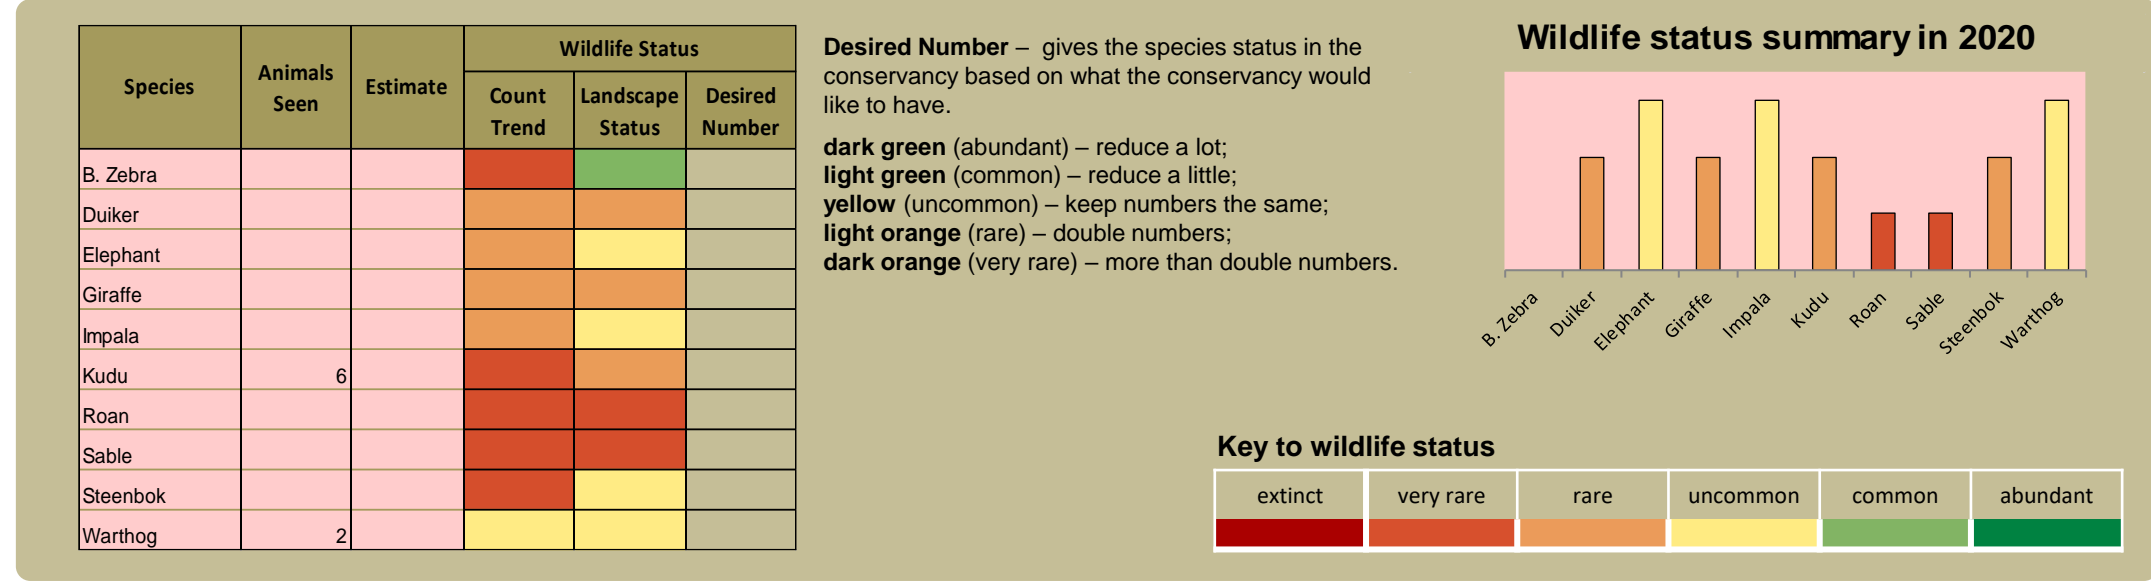 Species
Animals
Seen
Estimate
Wildlife Status
Count
Trend
Landscape
Status
Desired
Number
B. Zebra
Duiker
Elephant
Giraffe
Impala
Kudu 6
Roan
Sable
Steenbok
Warthog 2
Desired Number – gives the species status in the
conservancy based on what the conservancy would
like to have.
dark green (abundant) – reduce a lot;
light green (common) – reduce a little;
yellow (uncommon) – keep numbers the same;
light orange (rare) – double numbers;
dark orange (very rare) – more than double numbers.
Wildlife status summary in 2020
B. Zebra
Duiker
Elephant
Giraffe
Impala
Kudu
Roan
Sable
Steenbok
Warthog
Key to wildlife status
extinct very rare rare uncommon common abundant